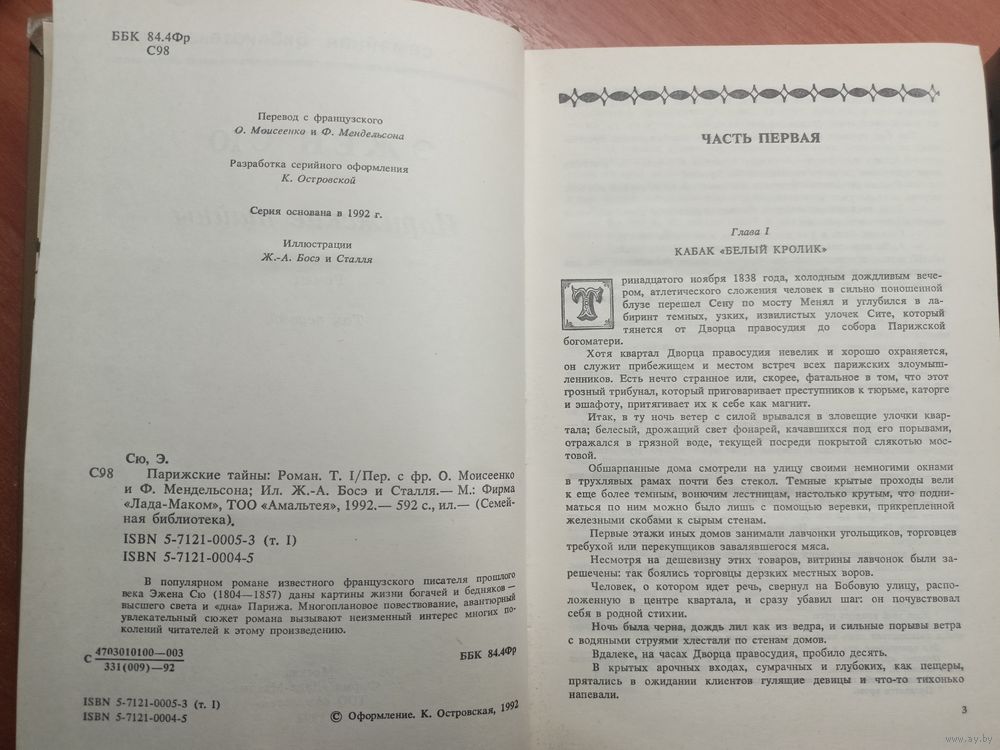 ББК 84.4Фр
С98
Перевод с французского
О. Моисеенко и Ф. Мендельсона
Разработка серийного оформления
К. Островской
Серия основана в 1992 г.
Иллюстрации
Ж.-А. Босэ и Сталля
Сю, Э.
С98 Парижские тайны: Роман. Т. I/Пер. с фр. О. Моисеенко
и Ф. Мендельсона; Ил. Ж.-А. Босэ и Сталля.— М.: Фирма
«Лада-Маком», ТОО «Амальтея», 1992.— 592 с., ил.— (Семей-
ная библиотека).
ISBN 5-7121-0005-3 (т. I)
ISBN 5-7121-0004-5
В популярном романе известного французского писателя прошлого
века Эжена Сю (1804—1857) даны картины жизни богачей и бедняков —
высшего света и «дна» Парижа. Многоплановое повествование, авантюрный
увлекательный сюжет романа вызывают неизменный интерес многих по-
колений читателей к этому произведению.
С 4703010100—003
331(009)—92
ББК 84.4Фр
ISBN 5-7121-0005-3 (т. I)
ISBN 5-7121-0004-5
© Оформление. К. Островская, 1992
ЧАСТЬ ПЕРВАЯ
Глава I
КАБАК «БЕЛЫЙ КРОЛИК»
Тринадцатого ноября 1838 года, холодным дождливым вече-
ром, атлетического сложения человек в сильно поношенной
блузе перешел Сену по мосту Менял и углубился в ла-
биринт темных, узких, извилистых улочек Сите, который
тянется от Дворца правосудия до собора Парижской
богоматери.
Хотя квартал Дворца правосудия невелик и хорошо охраняется,
он служит прибежищем и местом встреч всех парижских злоумыш-
ленников. Есть нечто странное или, скорее, фатальное в том, что этот
грозный трибунал, который приговаривает преступников к тюрьме, каторге
и эшафоту, притягивает их к себе как магнит.
Итак, в ту ночь ветер с силой врывался в зловещие улочки квар-
тала; белесый, дрожащий свет фонарей, качавшихся под его порывами,
отражался в грязной воде, текущей посреди покрытой слякотью мос-
товой.
Обшарпанные дома смотрели на улицу своими немногими окнами
в трухлявых рамах почти без стекол. Темные крытые проходы вели
к еще более темным, вонючим лестницам, настолько крутым, что подни-
маться по ним можно было лишь с помощью веревки, прикрепленной
железными скобами к сырым стенам.
Первые этажи иных домов занимали лавчонки угольщиков, торговцев
требухой или перекупщиков завалявшегося мяса.
Несмотря на дешевизну этих товаров, витрины лавчонок были за-
решечены: так боялись торговцы дерзких местных воров.
Человек, о котором идет речь, свернул на Бобовую улицу, распо-
ложенную в центре квартала, и сразу убавил шаг: он почувствовал
себя в родной стихии.
Ночь была черна, дождь лил как из ведра, и сильные порывы ветра
с водяными струями хлестали по стенам домов.
Вдалеке, на часах Дворца правосудия, пробило десять.
В крытых арочных входах, сумрачных и глубоких, как пещеры,
прятались в ожидании клиентов гулящие девицы и что-то тихонько
напевали.
3
www.ay.by